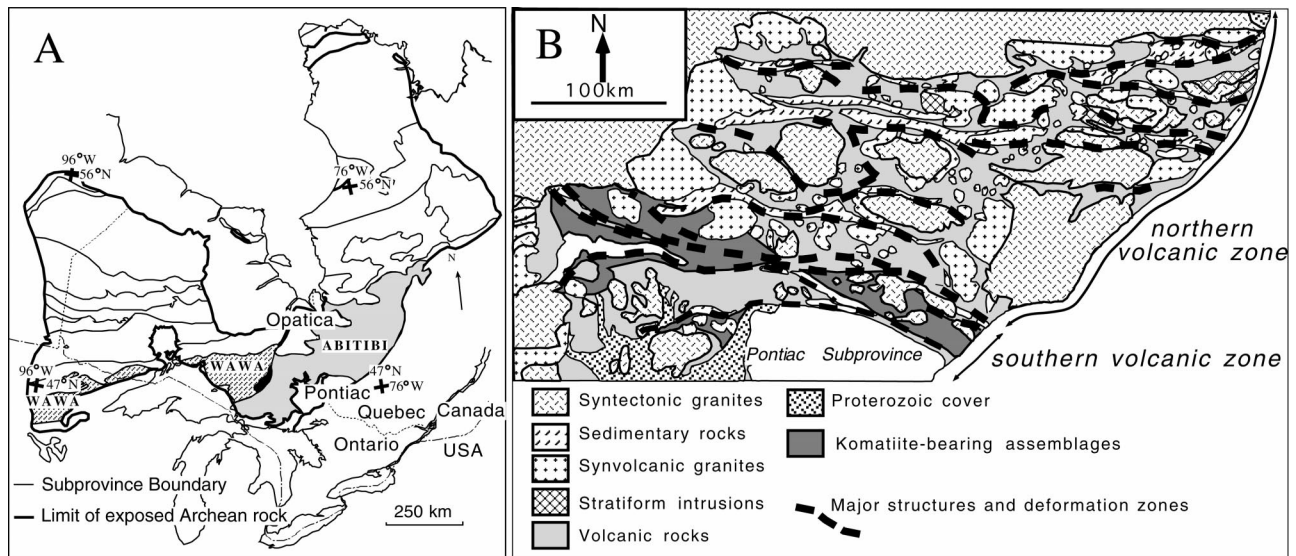 A
96°W
56°N
76°W
56°N
N
Opatica
ABITIBI
WAWA
96°W
47°N
WAWA
47°N
76°W
Pontiac
Quebec
Canada
Ontario
USA
Subprovince Boundary
Limit of exposed Archean rock
250 km
B
N
100km
northern
volcanic zone
southern volcanic zone
Pontiac Subprovince
Syntectonic granites
Sedimentary rocks
Synvolcanic granites
Stratiform intrusions
Volcanic rocks
Proterozoic cover
Komatiite-bearing assemblages
Major structures and deformation zones